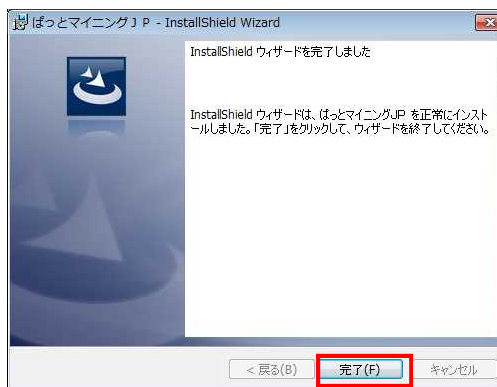 ぱっとマイニングJP - InstallShield Wizard
InstallShield ウィザードを完了しました
InstallShield ウィザードは、ぱっとマイニングJP を正常にインスト
ールしました。「完了」をクリックして、ウィザードを終了してください。
< 戻る(B)
完了(F)
キャンセル